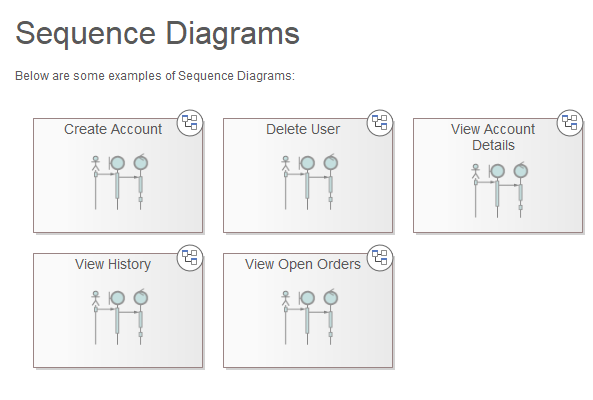 Sequence Diagrams
Below are some examples of Sequence Diagrams:
Create Account
Delete User
View Account
Details
View History
View Open Orders